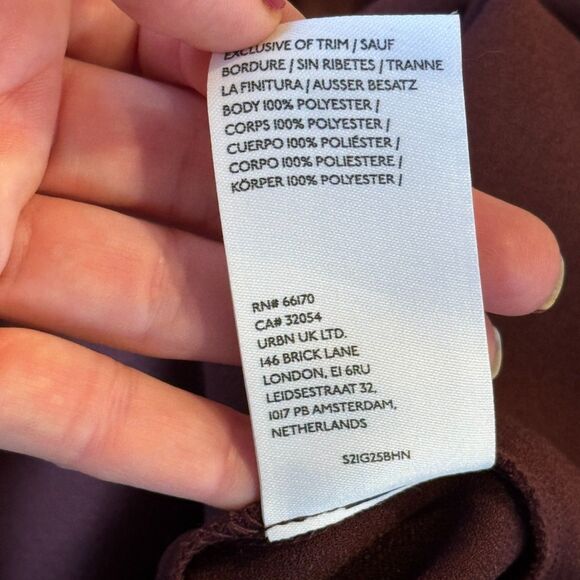 EXCLUSIVE OF TRIM / SAUF
BORDURE / SIN RIBETES / TRANNE
LA FINITURA / AUSSER BESATZ
BODY 100% POLYESTER /
CORPS 100% POLYESTER /
CUERPO 100% POLIÉSTER /
CORPO 100% POLIESTERE /
KÖRPER 100% POLYESTER /
RN# 66170
CA# 32054
URBN UK LTD.
146 BRICK LANE
LONDON, E1 6RU
LEIDSESTRAAT 32,
1017 PB AMSTERDAM,
NETHERLANDS
S21G25BHN